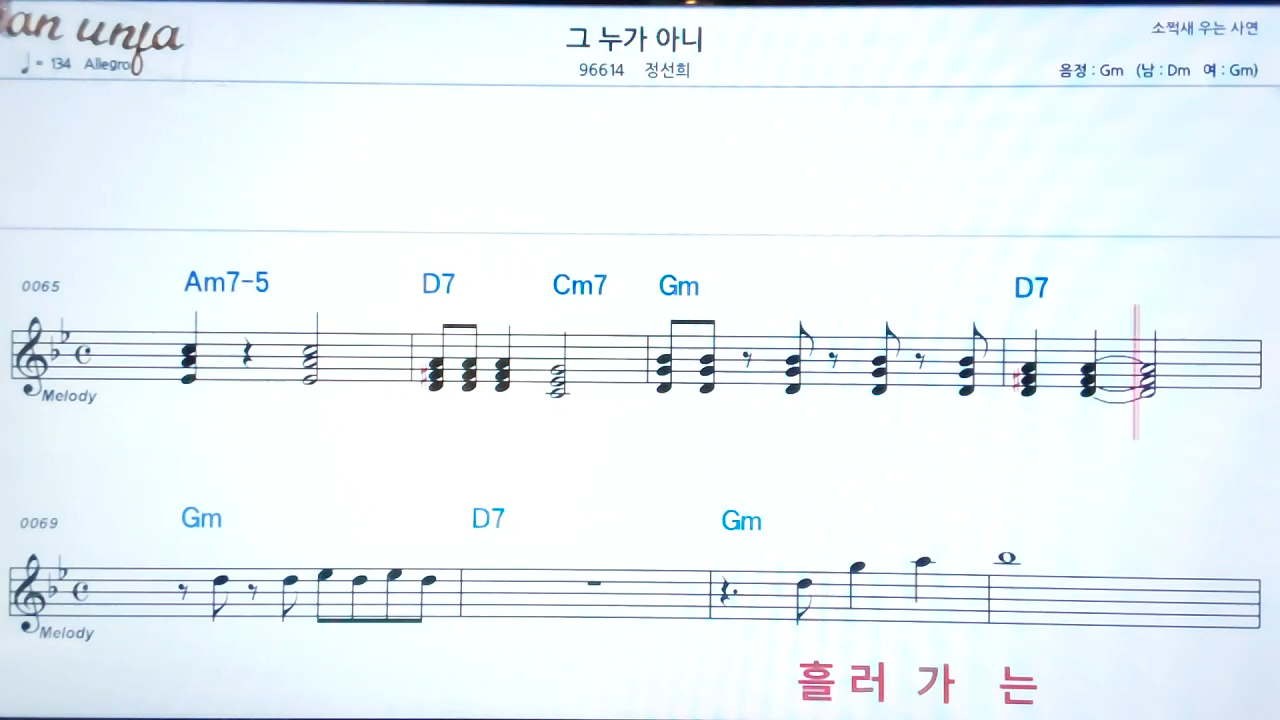 an unja
그 누가 아니
소쩍새 우는 사연
♩ = 134 Allegro
96614 정선희
음정 : Gm (남 : Dm 여 : Gm)
0065 Am7-5 D7 Cm7 Gm D7
Melody
0069 Gm D7 Gm
Melody
흘러가 는